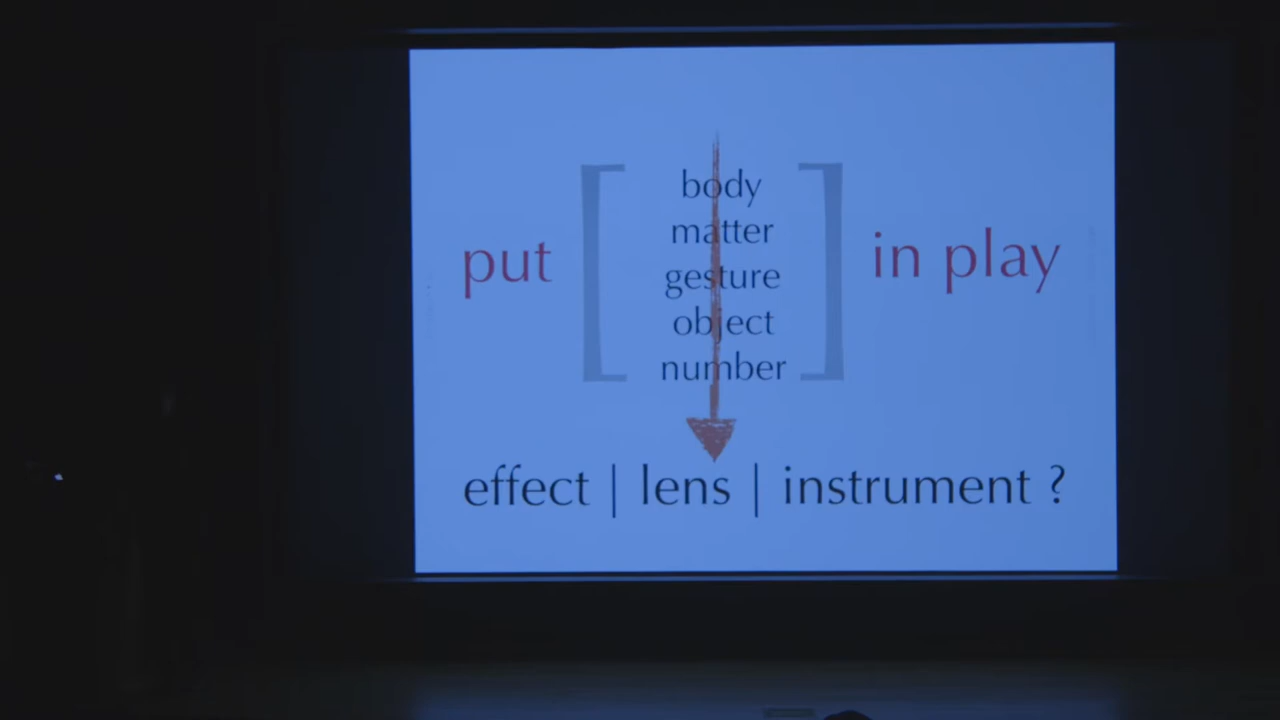 put [ body
matter
gesture
object
number ] in play
effect | lens | instrument ?